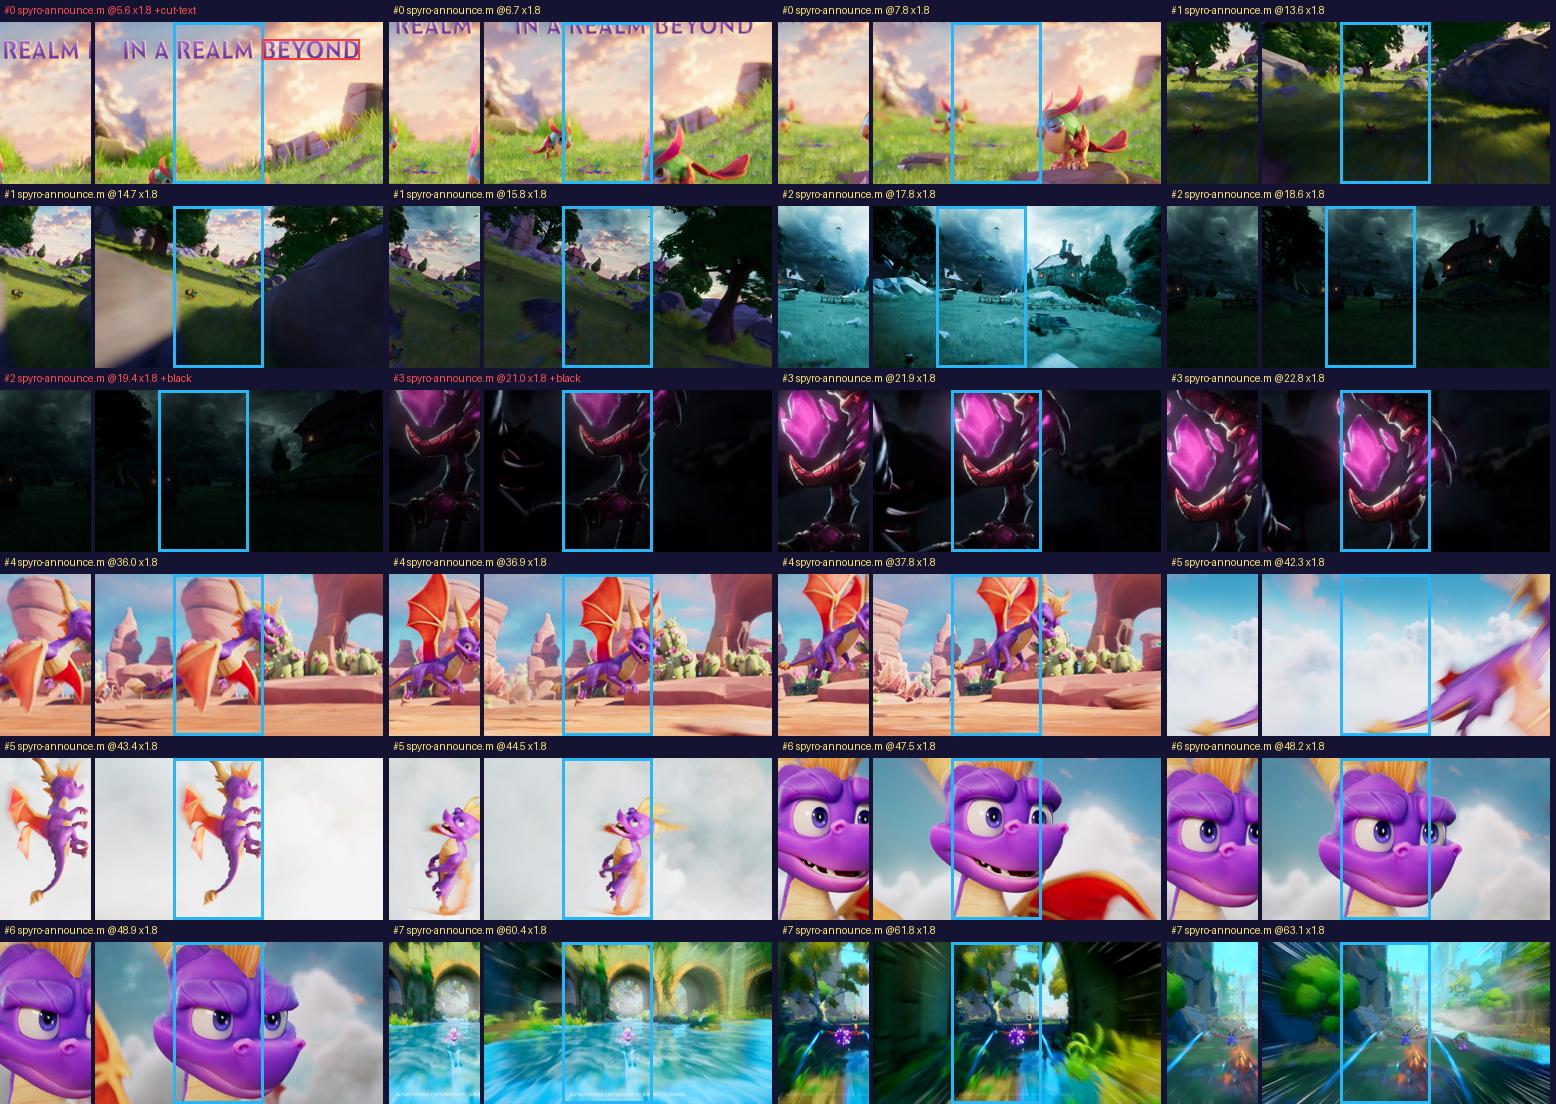 #0 spyro-announce.m @5.6 x1.8 +cut-text
#0 spyro-announce.m @6.7 x1.8
#0 spyro-announce.m @7.8 x1.8
#1 spyro-announce.m @13.6 x1.8
REALM
IN A REALM BEYOND
REALM
IN A REALM BEYOND
#1 spyro-announce.m @14.7 x1.8
#1 spyro-announce.m @15.8 x1.8
#2 spyro-announce.m @17.8 x1.8
#2 spyro-announce.m @18.6 x1.8
#2 spyro-announce.m @19.4 x1.8 +black
#3 spyro-announce.m @21.0 x1.8 +black
#3 spyro-announce.m @21.9 x1.8
#3 spyro-announce.m @22.8 x1.8
#4 spyro-announce.m @36.0 x1.8
#4 spyro-announce.m @36.9 x1.8
#4 spyro-announce.m @37.8 x1.8
#5 spyro-announce.m @42.3 x1.8
#5 spyro-announce.m @43.4 x1.8
#5 spyro-announce.m @44.5 x1.8
#6 spyro-announce.m @47.5 x1.8
#6 spyro-announce.m @48.2 x1.8
#6 spyro-announce.m @48.9 x1.8
#7 spyro-announce.m @60.4 x1.8
#7 spyro-announce.m @61.8 x1.8
#7 spyro-announce.m @63.1 x1.8